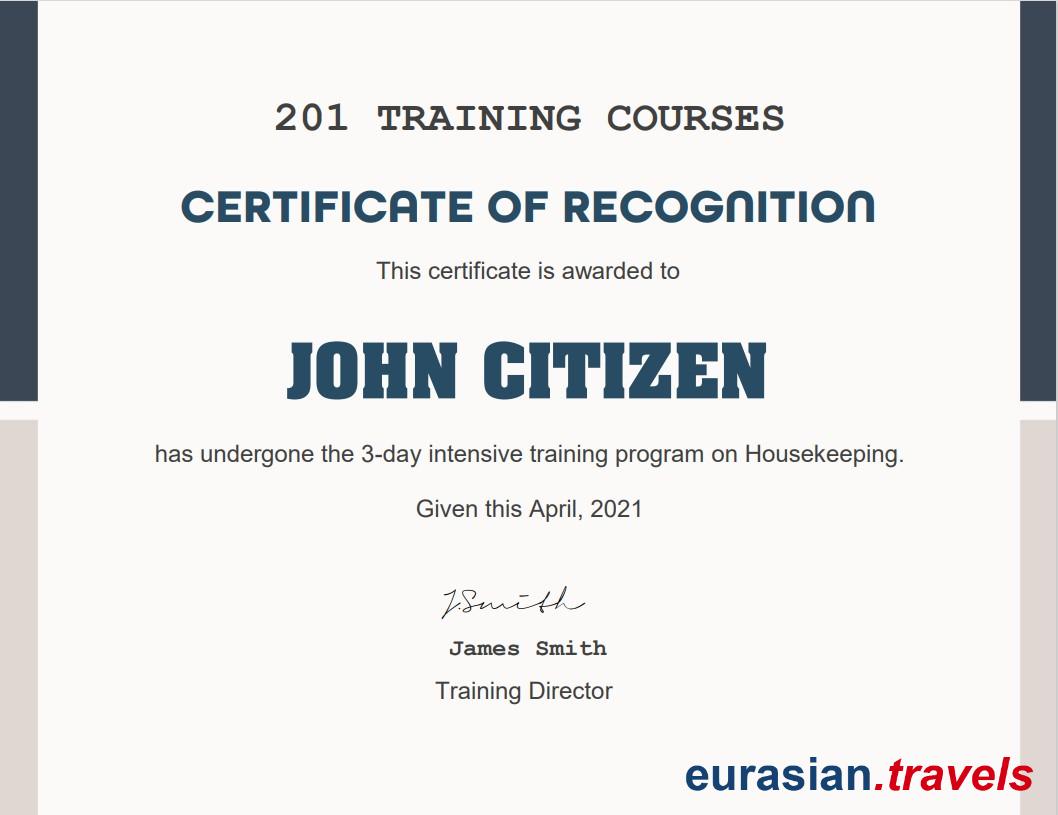 201 TRAINING COURSES
CERTIFICATE OF RECOGNITION
This certificate is awarded to
JOHN CITIZEN
has undergone the 3-day intensive training program on Housekeeping.
Given this April, 2021
J.Smith
James Smith
Training Director
eurasian.travels